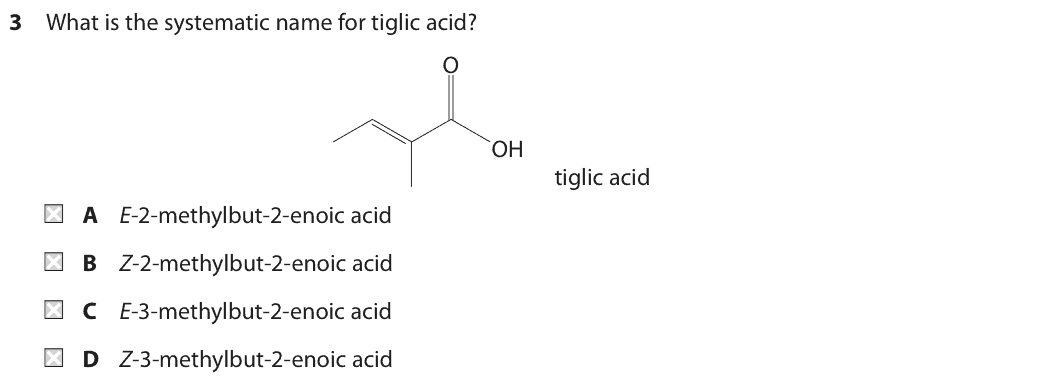 3 What is the systematic name for tiglic acid?
O
OH
tiglic acid
A E-2-methylbut-2-enoic acid
B Z-2-methylbut-2-enoic acid
C E-3-methylbut-2-enoic acid
D Z-3-methylbut-2-enoic acid